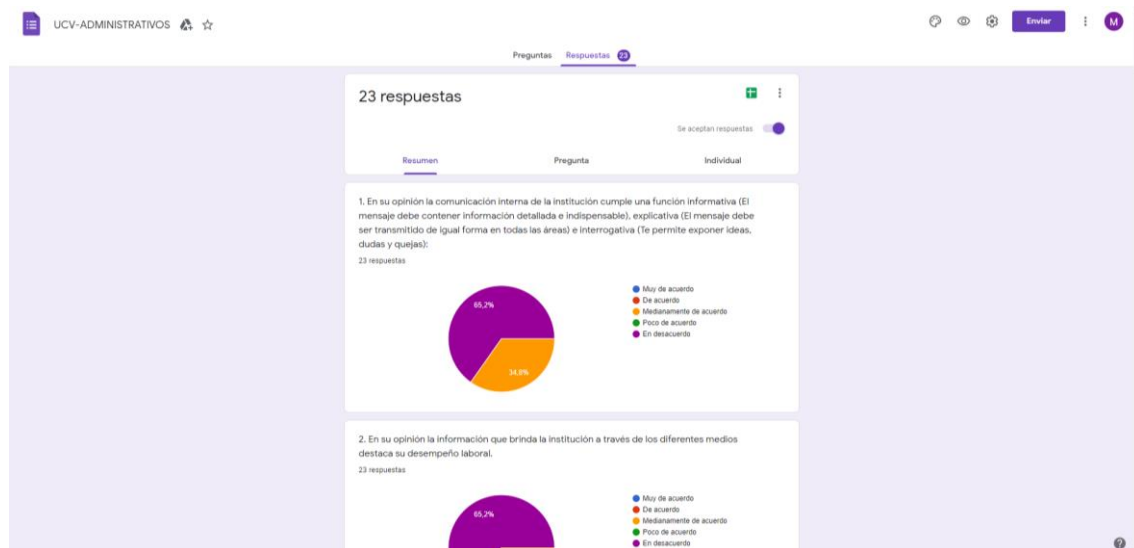 UCV-ADMINISTRATIVOS
Enviar
M
Preguntas Respuestas 23
23 respuestas
Se aceptan respuestas
Resumen Pregunta Individual
1. En su opinión la comunicación interna de la institución cumple una función informativa (El
mensaje debe contener información detallada e indispensable), explicativa (El mensaje debe
ser transmitido de igual forma en todas las áreas) e interrogativa (Te permite exponer ideas,
dudas y quejas):
23 respuestas
65,2%
34,8%
Muy de acuerdo
De acuerdo
Medianamente de acuerdo
Poco de acuerdo
En desacuerdo
2. En su opinión la información que brinda la institución a través de los diferentes medios
destaca su desempeño laboral.
23 respuestas
65,2%
Muy de acuerdo
De acuerdo
Medianamente de acuerdo
Poco de acuerdo
En desacuerdo